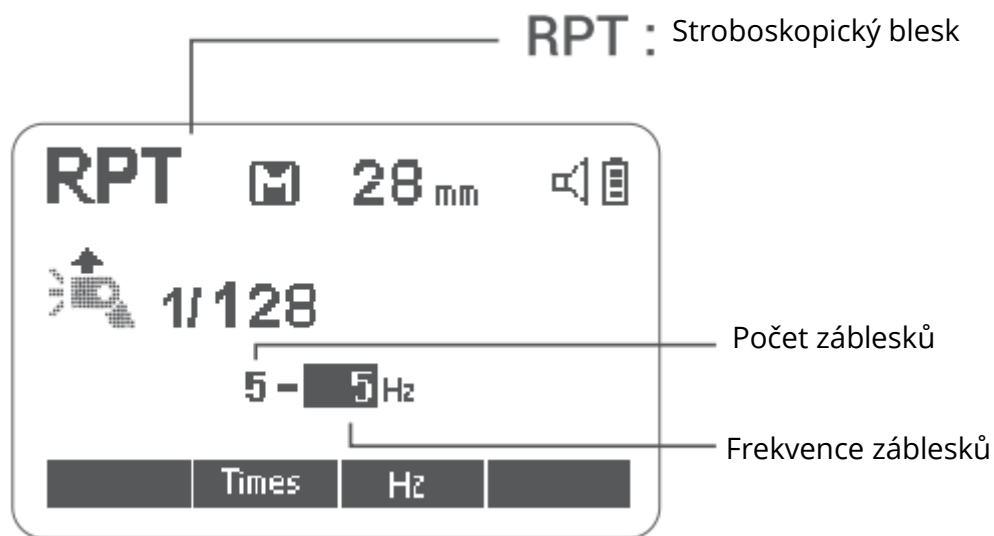 RPT : Stroboskopický blesk
RPT M 28 mm
1/128
Počet záblesků
5 - 5 Hz
Frekvence záblesků
Times Hz